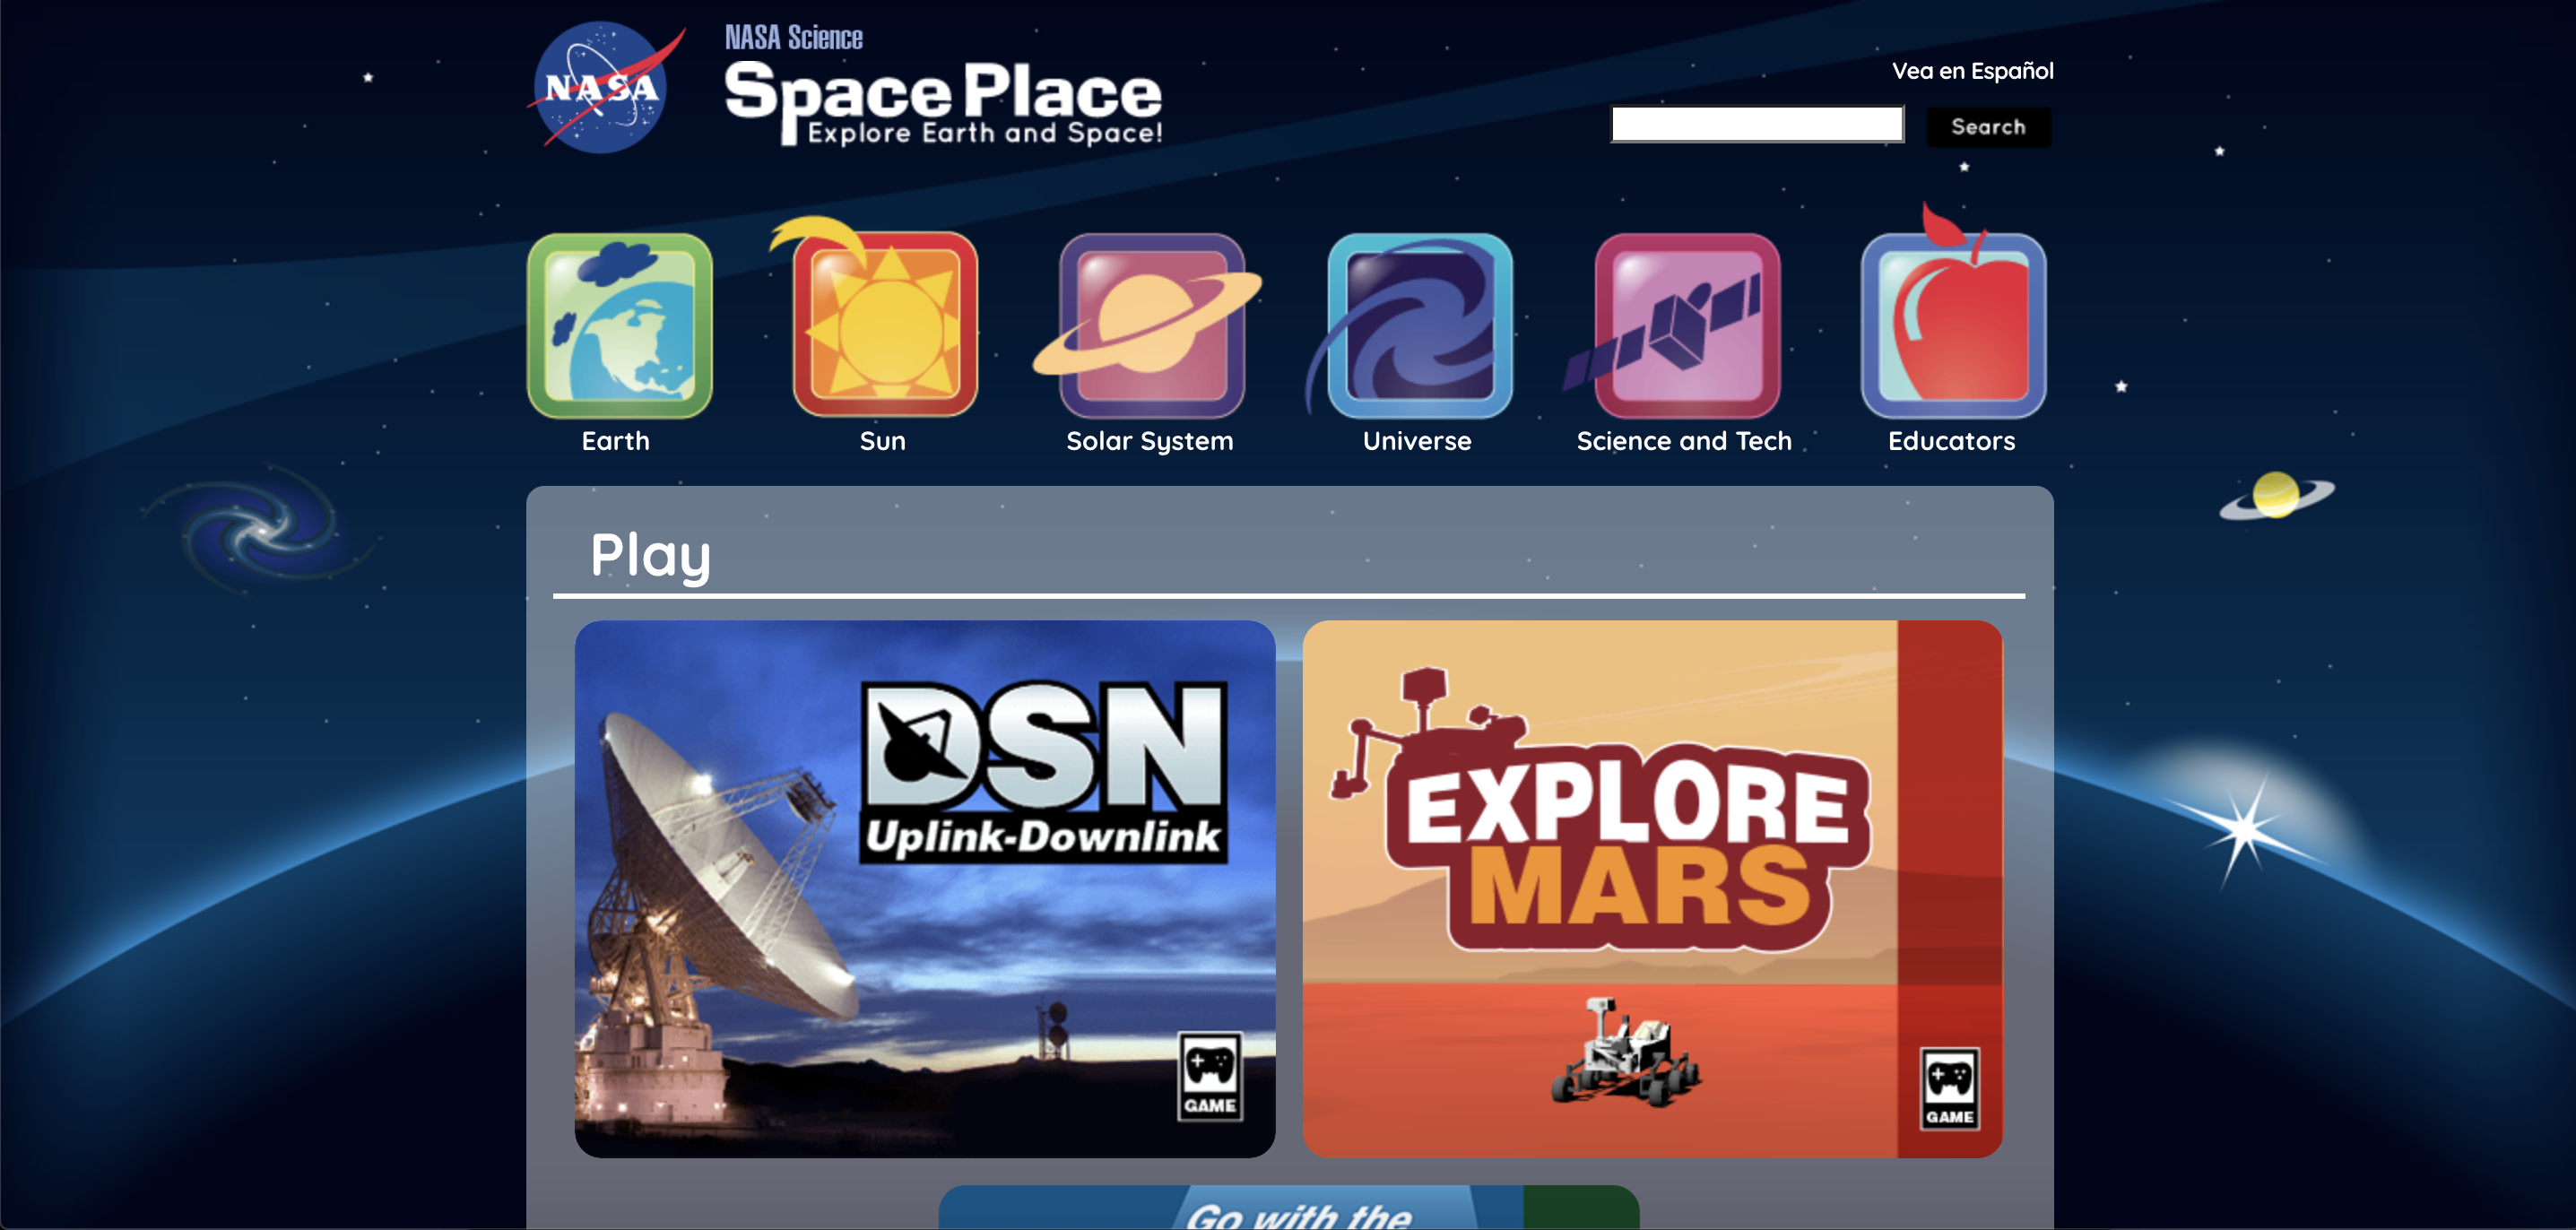 NASA
NASA Science
Space Place
Explore Earth and Space!
Vea en Español
Search
Earth
Sun
Solar System
Universe
Science and Tech
Educators
Play
DSN
Uplink-Downlink
GAME
EXPLORE
MARS
GAME
Go with the